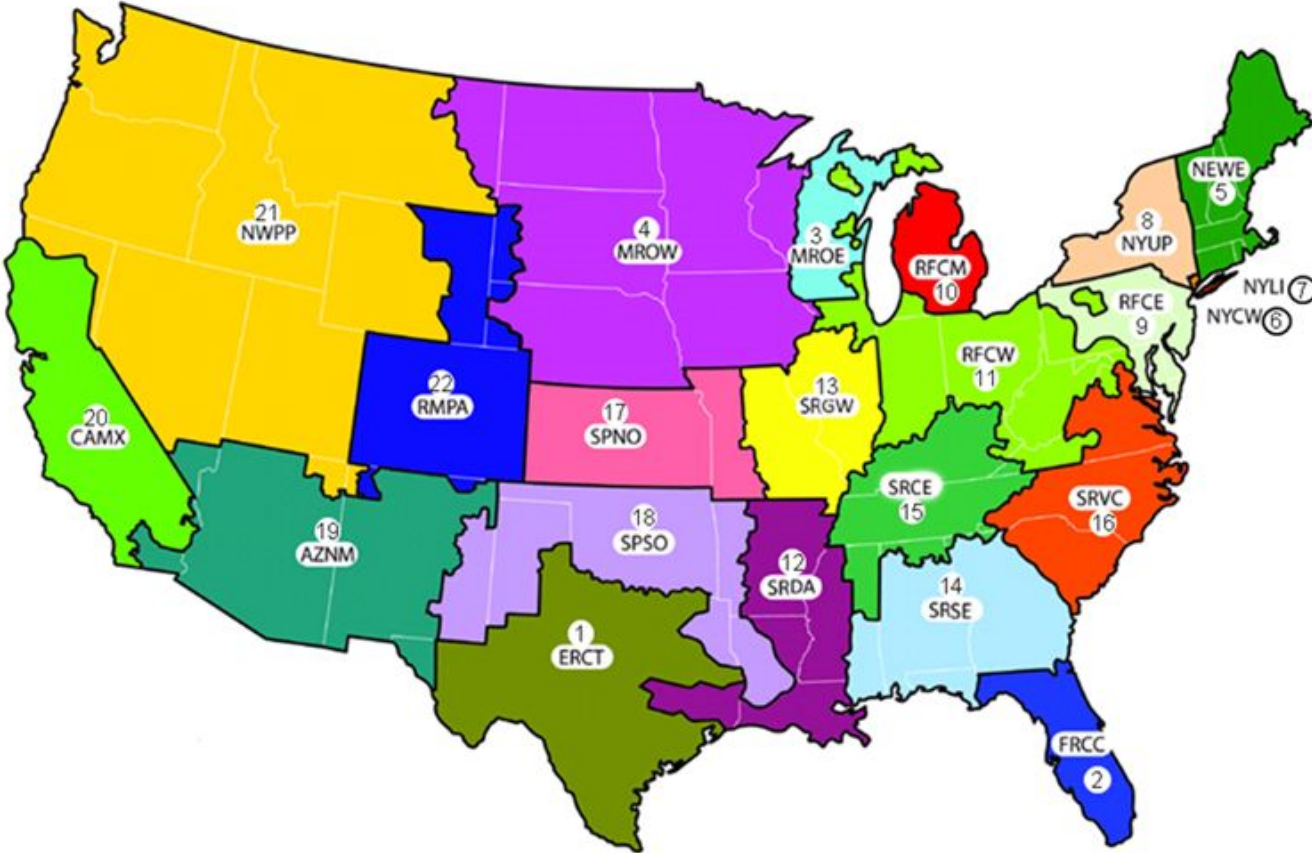 21
NWPP
4
MROW
3
MROE
RFCM
10
8
NYUP
NEWE
5
NYLI 7
NYCW 6
RFCE
9
RFCW
11
22
RMPA
17
SPNO
13
SRGW
20
CAMX
SRCE
15
SRVC
16
19
AZNM
18
SPSO
12
SRDA
14
SRSE
1
ERCT
FRCC
2